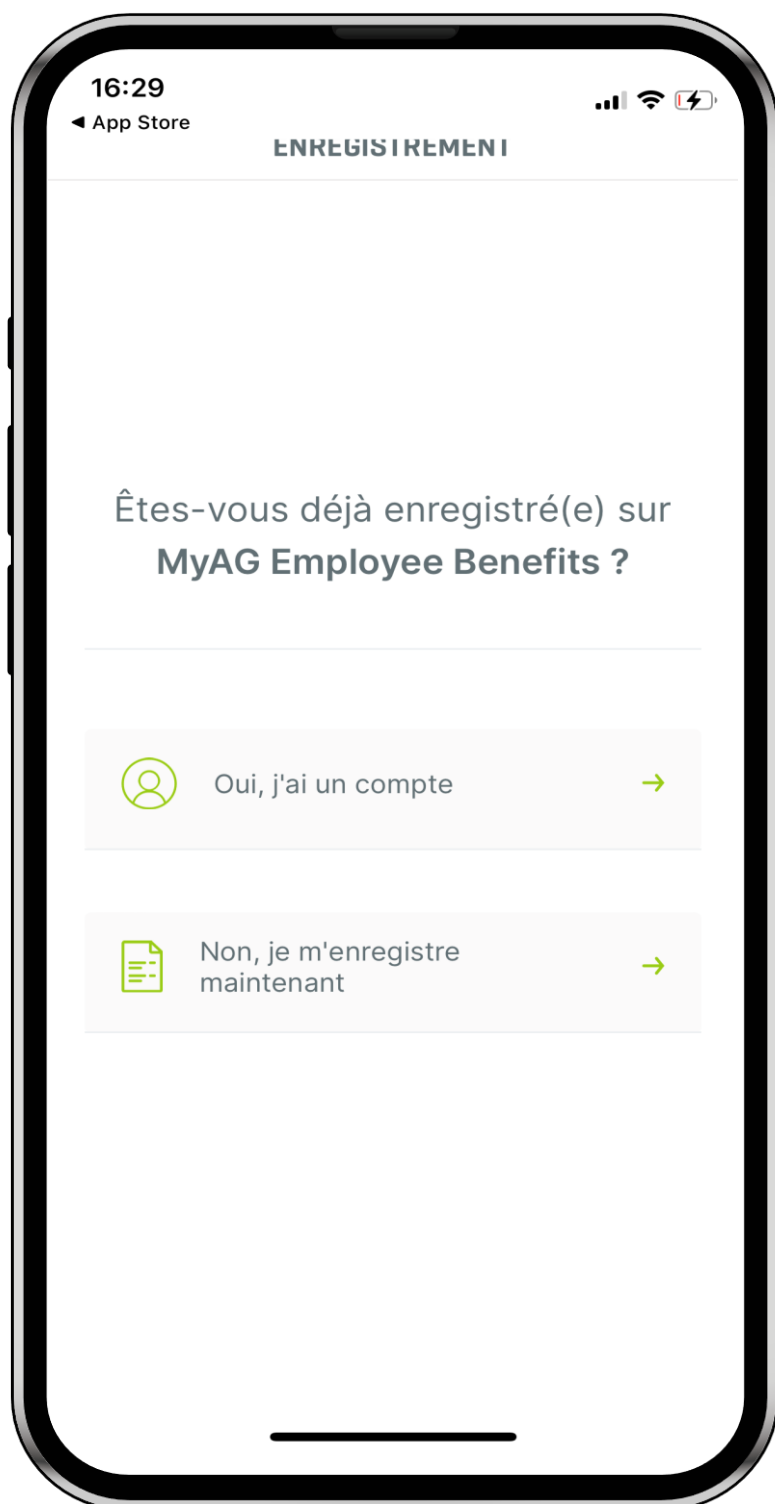 16:29
◀ App Store
ENREGISTREMENT
Êtes-vous déjà enregistré(e) sur
MyAG Employee Benefits ?
Oui, j'ai un compte
Non, je m'enregistre
maintenant